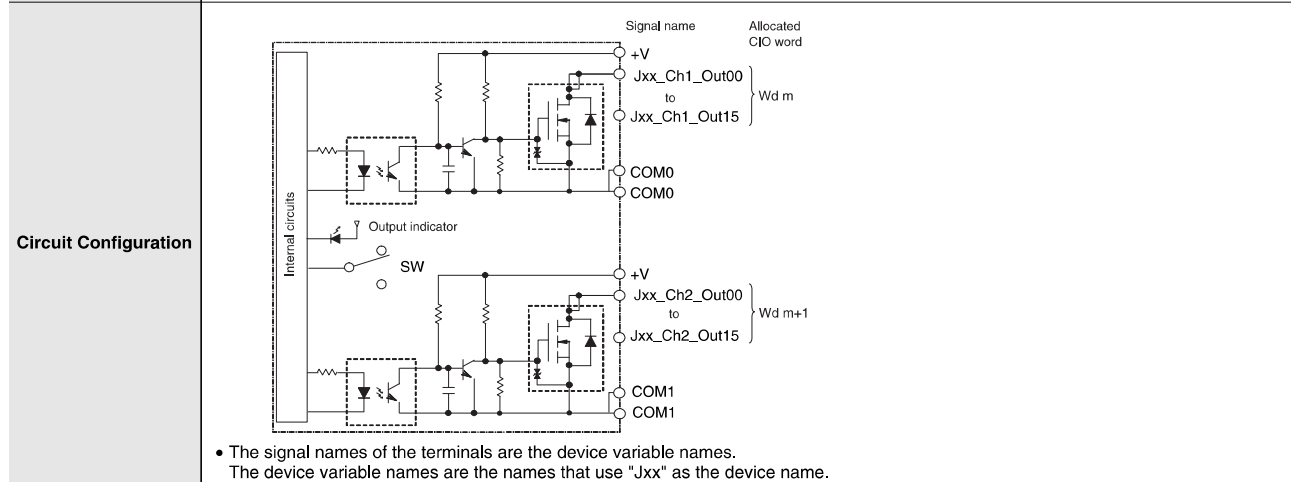 Circuit Configuration
Signal name
Allocated
CIO word
+V
Jxx_Ch1_Out00
to
Jxx_Ch1_Out15
Wd m
COM0
COM0
Internal circuits
Output indicator
SW
+V
Jxx_Ch2_Out00
to
Jxx_Ch2_Out15
Wd m+1
COM1
COM1
• The signal names of the terminals are the device variable names.
The device variable names are the names that use "Jxx" as the device name.